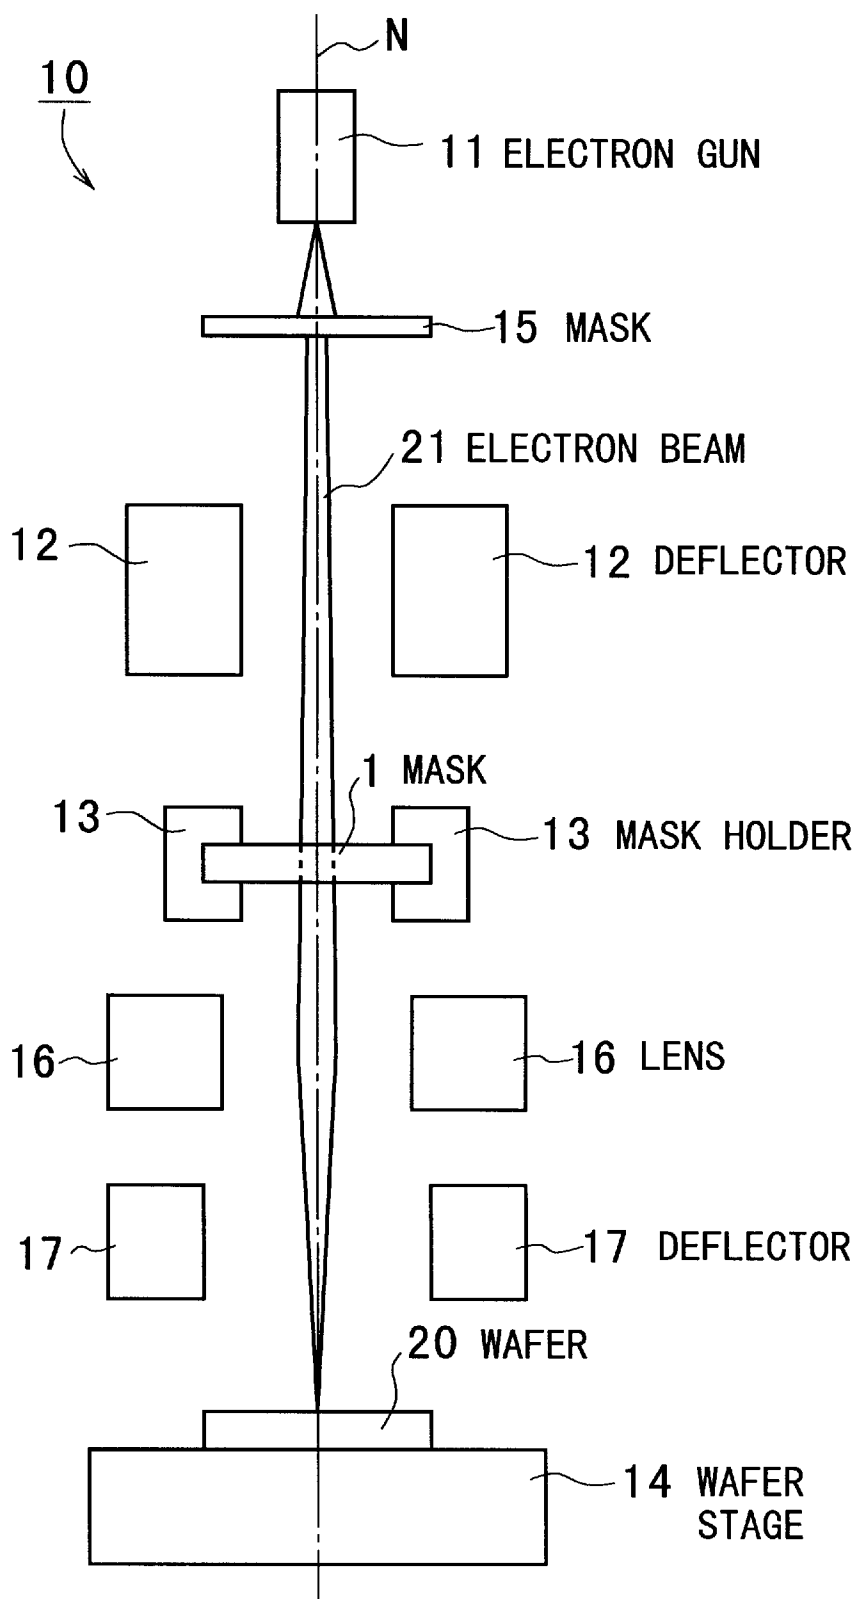 N
10
11 ELECTRON GUN
15 MASK
21 ELECTRON BEAM
12
12 DEFLECTOR
1 MASK
13
13 MASK HOLDER
16
16 LENS
17
17 DEFLECTOR
20 WAFER
14 WAFER
STAGE